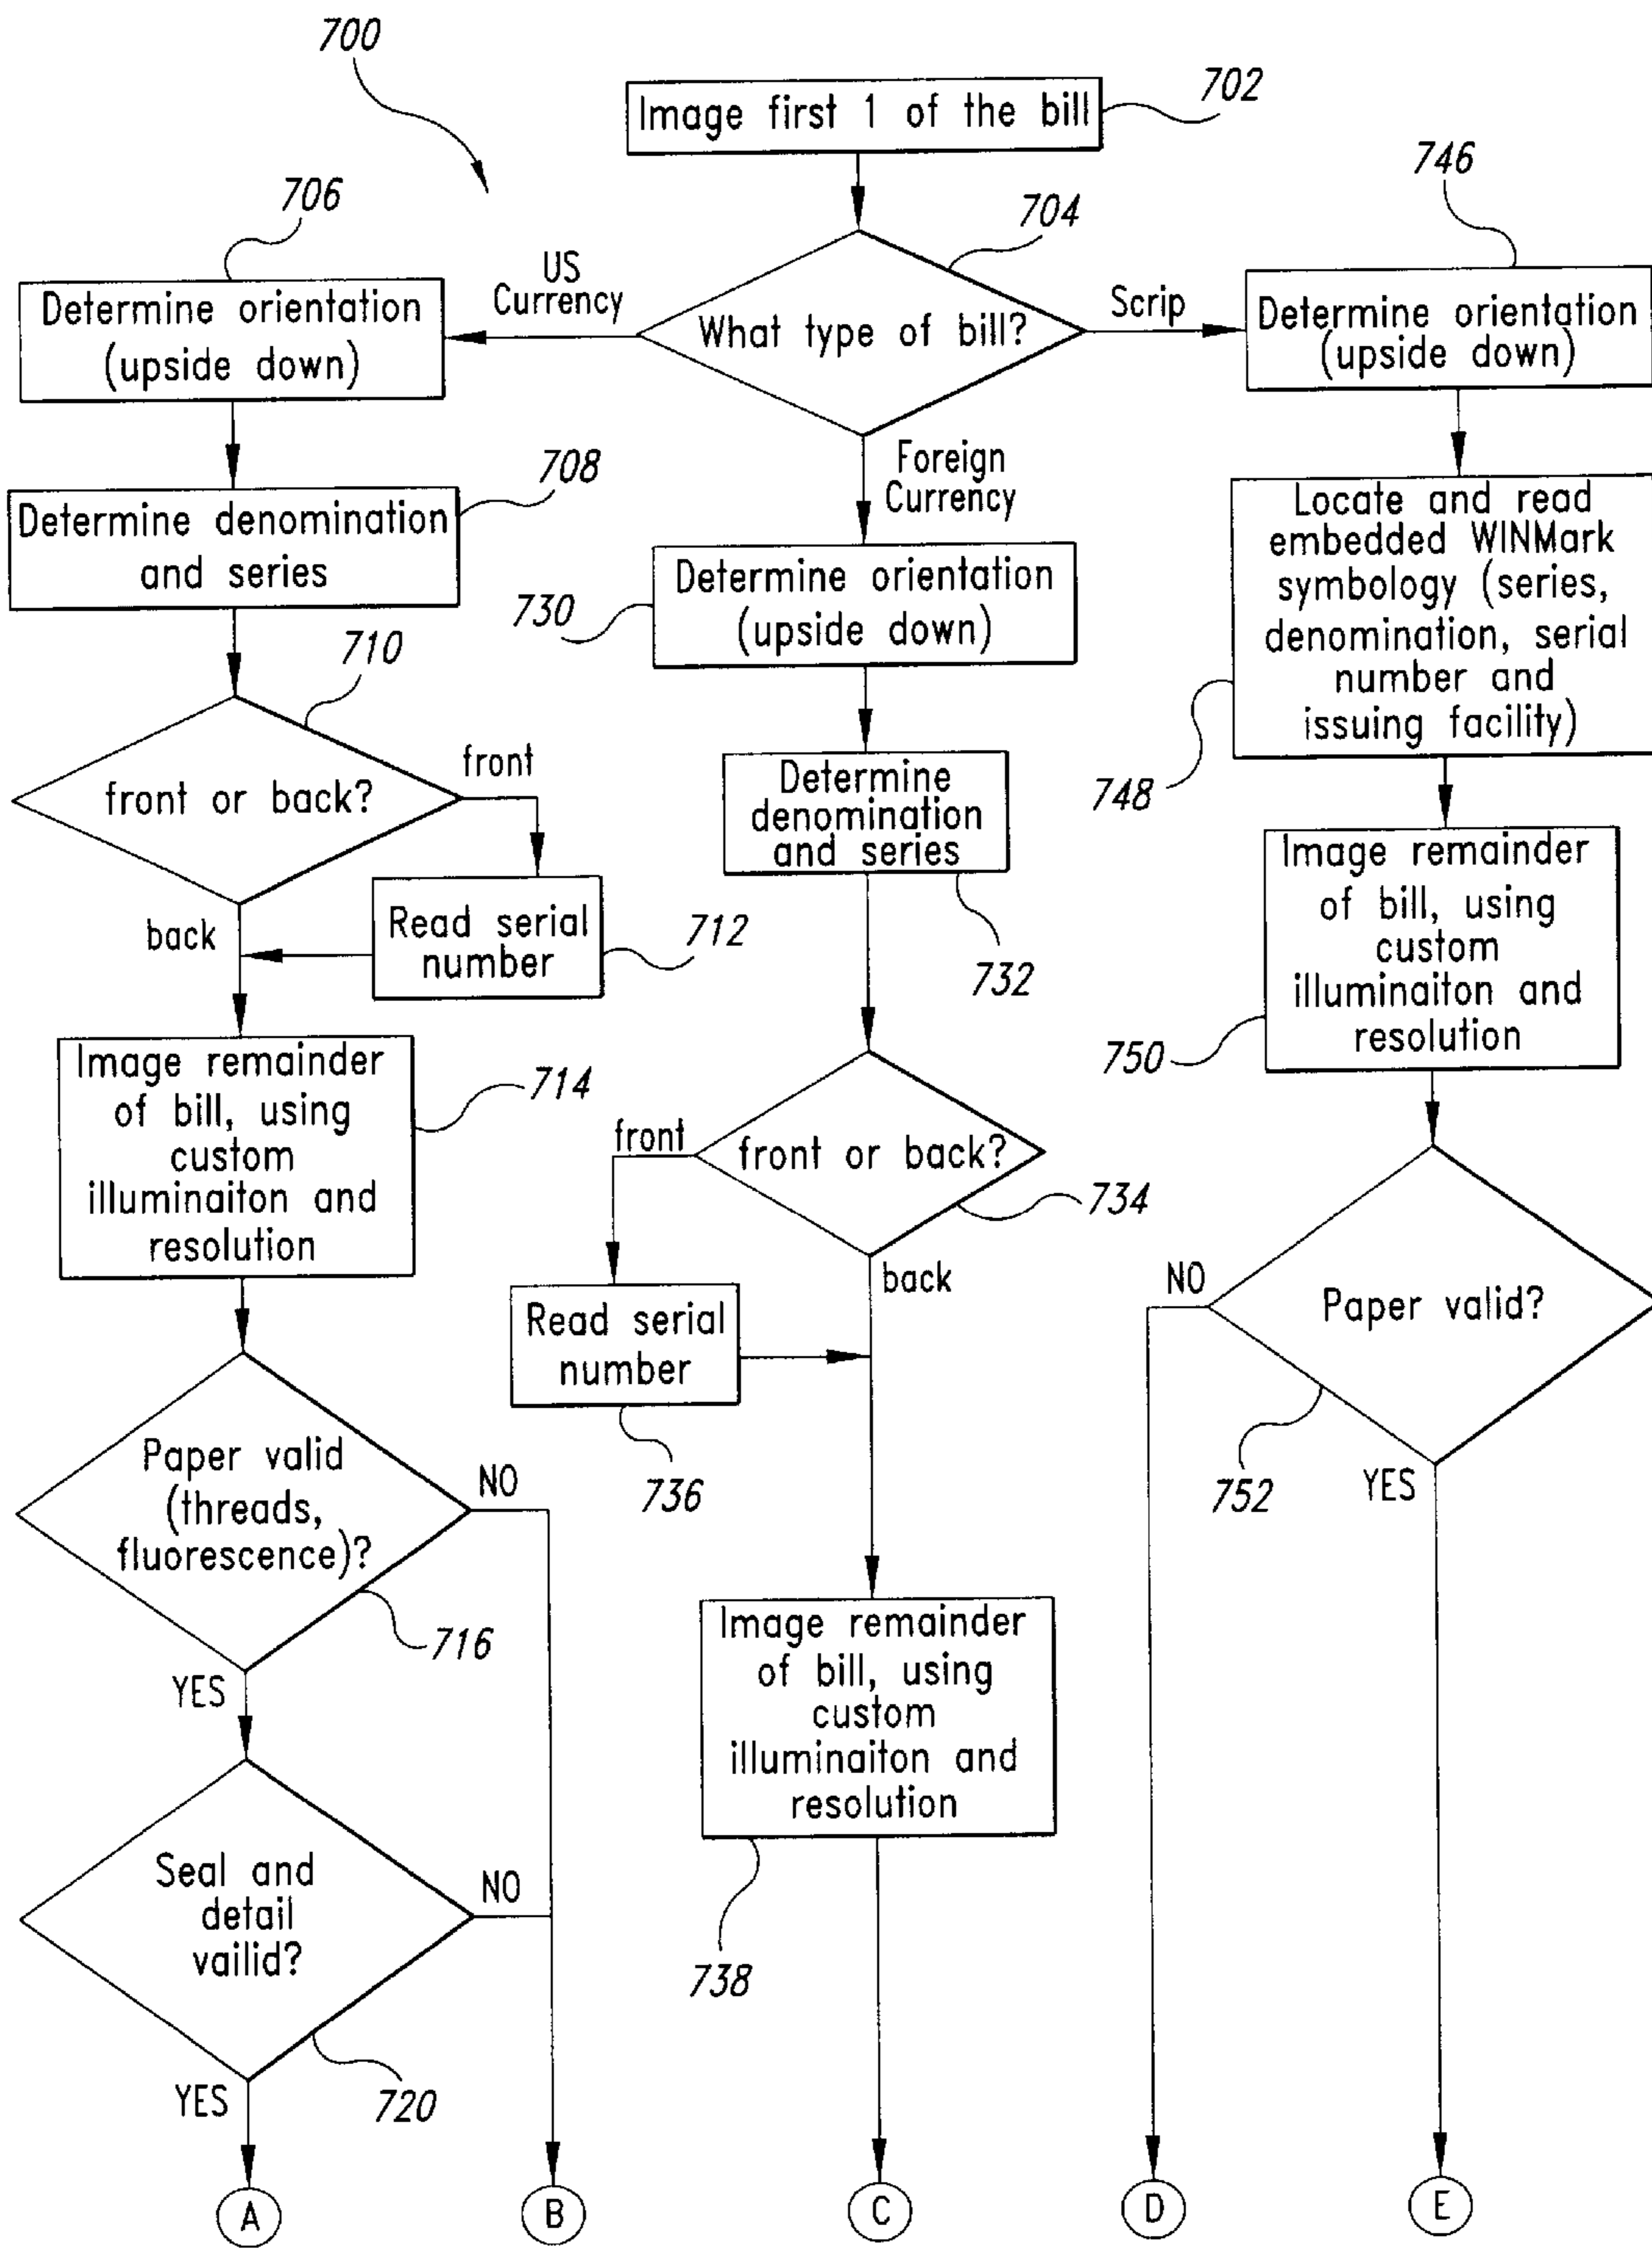 700
Image first 1 of the bill
702
704
What type of bill?
US
Currency
Foreign
Currency
Scrip
706
Determine orientation
(upside down)
708
Determine denomination
and series
710
front or back?
front
back
Read serial
number
712
Image remainder
of bill, using
custom
illuminaiton and
resolution
714
Paper valid
(threads,
fluorescence)?
NO
716
YES
Seal and
detail
vailid?
NO
720
YES
A
B
730
Determine orientation
(upside down)
Determine
denomination
and series
732
front or back?
front
734
back
Read serial
number
736
Image remainder
of bill, using
custom
illuminaiton and
resolution
738
C
746
Determine orientation
(upside down)
Locate and read
embedded WINMark
symbology (series,
denomination, serial
number and
issuing facility)
748
Image remainder
of bill, using
custom
illuminaiton and
resolution
750
Paper valid?
NO
752
YES
D
E